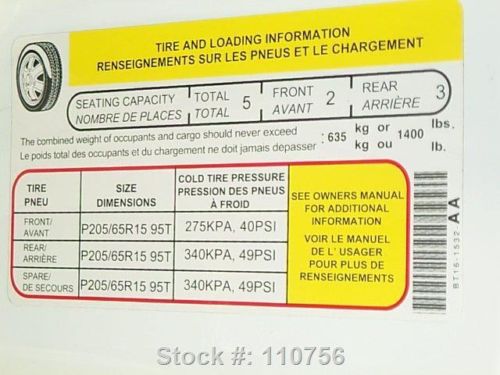 TIRE AND LOADING INFORMATION
RENSEIGNEMENTS SUR LES PNEUS ET LE CHARGEMENT
SEATING CAPACITY TOTAL 5 FRONT 2 REAR 3
NOMBRE DE PLACES TOTAL AVANT ARRIÈRE
The combined weight of occupants and cargo should never exceed : 635 kg or 1400 lbs.
Le poids total des occupants et du chargement ne doit jamais depasser : kg ou lb.
TIRE SIZE COLD TIRE PRESSURE
PNEU DIMENSIONS PRESSION DES PNEUS
À FROID
FRONT/
AVANT P205/65R15 95T 275KPA, 40PSI
REAR/
ARRIÈRE P205/65R15 95T 340KPA, 49PSI
SPARE/
DE SECOURS P205/65R15 95T 340KPA, 49PSI
SEE OWNERS MANUAL
FOR ADDITIONAL
INFORMATION
VOIR LE MANUEL
DE L' USAGER
POUR PLUS DE
RENSEIGNEMENTS
BT16-1532-AA
Stock #: 110756